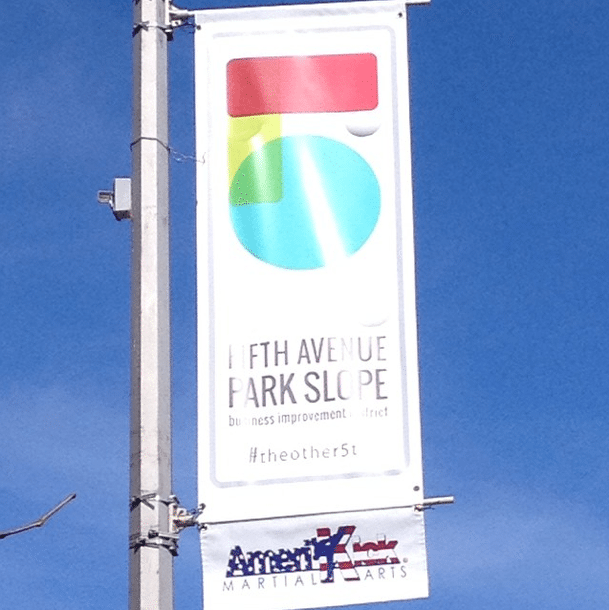 FIFTH AVENUE
PARK SLOPE
business improvement district
#theother5t
AmeriKick
MARTIAL ARTS